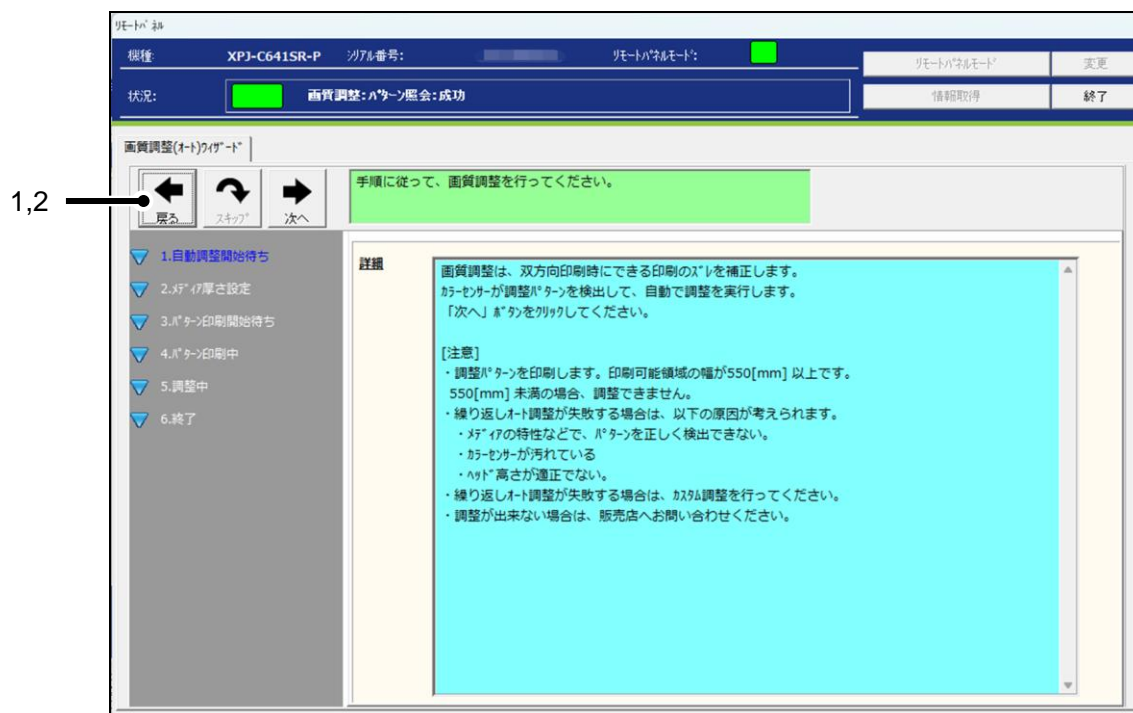 ﾘﾓｰﾄﾊﾟﾈﾙ
機種: XPJ-C641SR-P ｼﾘｱﾙ番号: ﾘﾓｰﾄﾊﾟﾈﾙﾓｰﾄﾞ:
ﾘﾓｰﾄﾊﾟﾈﾙﾓｰﾄﾞ 変更
状況: 画質調整:ﾊﾟﾀｰﾝ照会:成功
情報取得 終了
画質調整(ｵｰﾄ)ｳｨｻﾞｰﾄﾞ
1,2
戻る ｽｷｯﾌﾟ 次へ
手順に従って、画質調整を行ってください。
1.自動調整開始待ち
2.ﾒﾃﾞｨｱ厚さ設定
3.ﾊﾟﾀｰﾝ印刷開始待ち
4.ﾊﾟﾀｰﾝ印刷中
5.調整中
6.終了
詳細
画質調整は、双方向印刷時にできる印刷のｽﾞﾚを補正します。
ｶﾗｰｾﾝｻｰが調整ﾊﾟﾀｰﾝを検出して、自動で調整を実行します。
「次へ」ﾎﾞﾀﾝをｸﾘｯｸしてください。
[注意]
・調整ﾊﾟﾀｰﾝを印刷します。印刷可能領域の幅が550[mm] 以上です。
550[mm] 未満の場合、調整できません。
・繰り返しｵｰﾄ調整が失敗する場合は、以下の原因が考えられます。
・ﾒﾃﾞｨｱの特性などで、ﾊﾟﾀｰﾝを正しく検出できない。
・ｶﾗｰｾﾝｻｰが汚れている
・ﾍｯﾄﾞ高さが適正でない。
・繰り返しｵｰﾄ調整が失敗する場合は、ｶｽﾀﾑ調整を行ってください。
・調整が出来ない場合は、販売店へお問い合わせください。